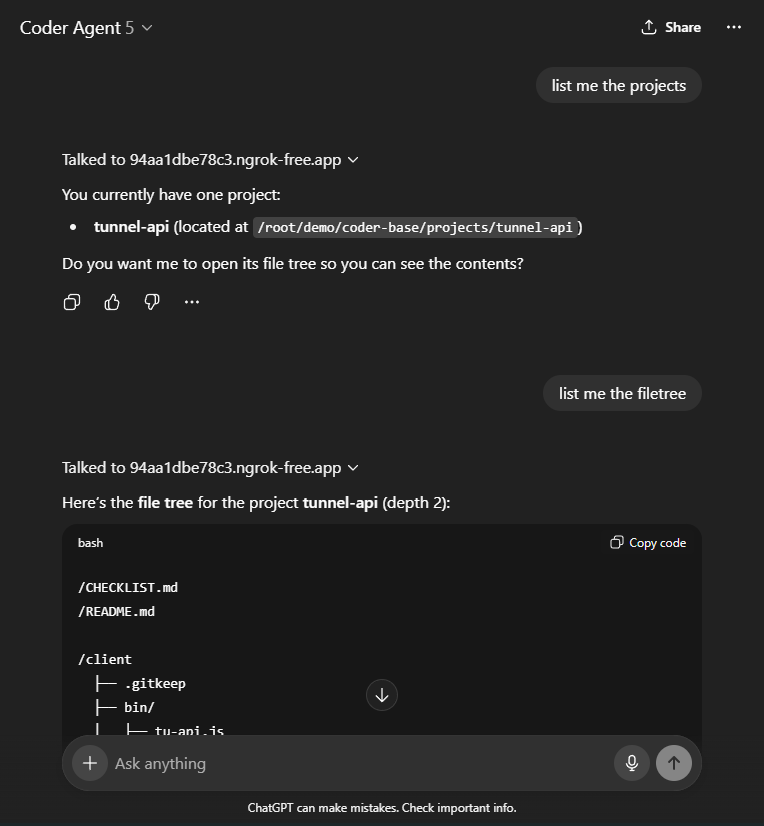 Coder Agent 5
Share
list me the projects
Talked to 94aa1dbe78c3.ngrok-free.app
You currently have one project:
• tunnel-api (located at /root/demo/coder-base/projects/tunnel-api)
Do you want me to open its file tree so you can see the contents?
list me the filetree
Talked to 94aa1dbe78c3.ngrok-free.app
Here's the file tree for the project tunnel-api (depth 2):
bash
Copy code
/CHECKLIST.md
/README.md
/client
├── .gitkeep
├── bin/
│   ├── tu-api.js
Ask anything
ChatGPT can make mistakes. Check important info.